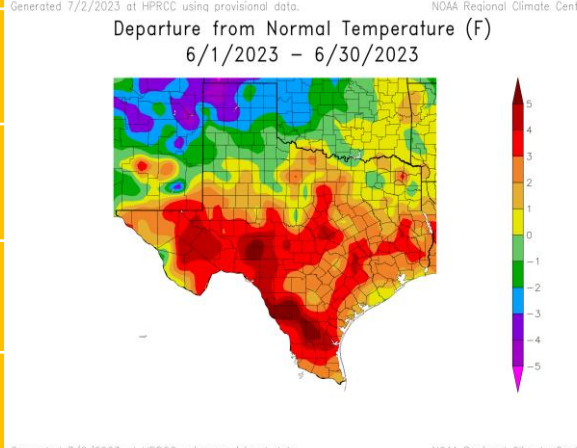 Generated 7/2/2023 at HPRCC using provisional data.
NOAA Regional Climate Cent
Departure from Normal Temperature (F)
6/1/2023 – 6/30/2023
5
4
3
2
1
0
-1
-2
-3
-4
-5